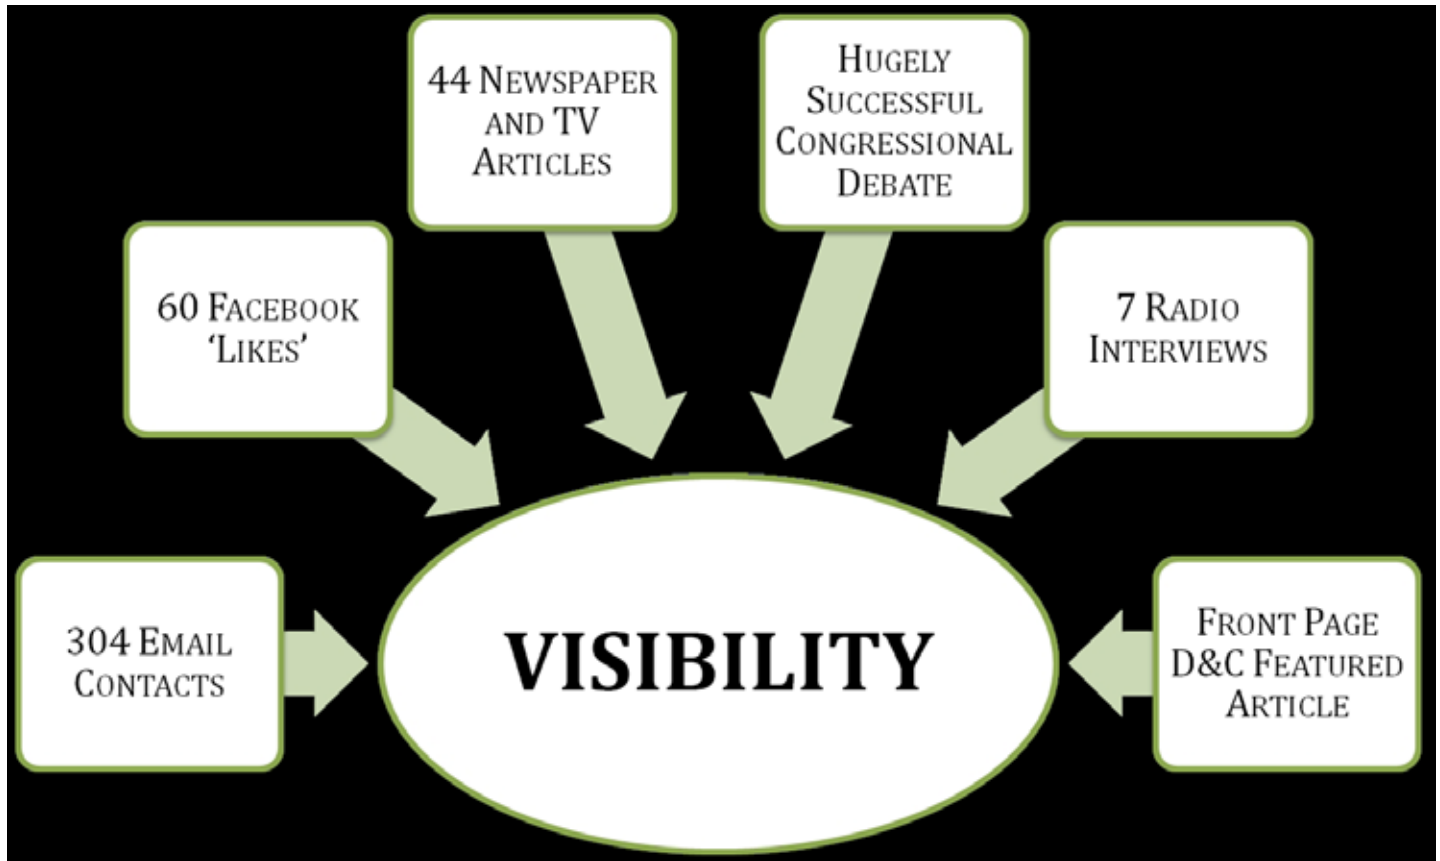 44 Newspaper
and TV
Articles
Hugely
Successful
Congressional
Debate
60 Facebook
‘Likes’
7 Radio
Interviews
304 Email
Contacts
VISIBILITY
Front Page
D&C Featured
Article